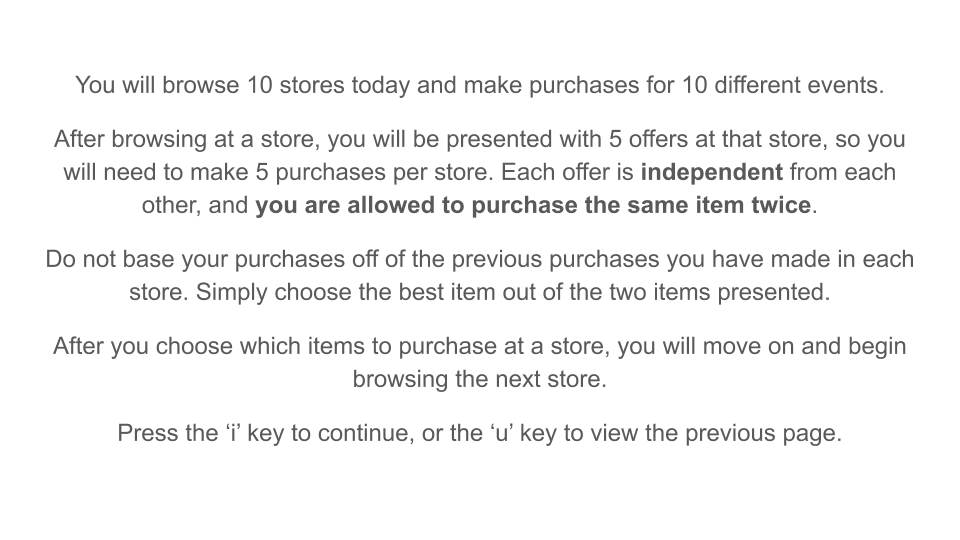 You will browse 10 stores today and make purchases for 10 different events.
After browsing at a store, you will be presented with 5 offers at that store, so you
will need to make 5 purchases per store. Each offer is independent from each
other, and you are allowed to purchase the same item twice.
Do not base your purchases off of the previous purchases you have made in each
store. Simply choose the best item out of the two items presented.
After you choose which items to purchase at a store, you will move on and begin
browsing the next store.
Press the ‘i’ key to continue, or the ‘u’ key to view the previous page.